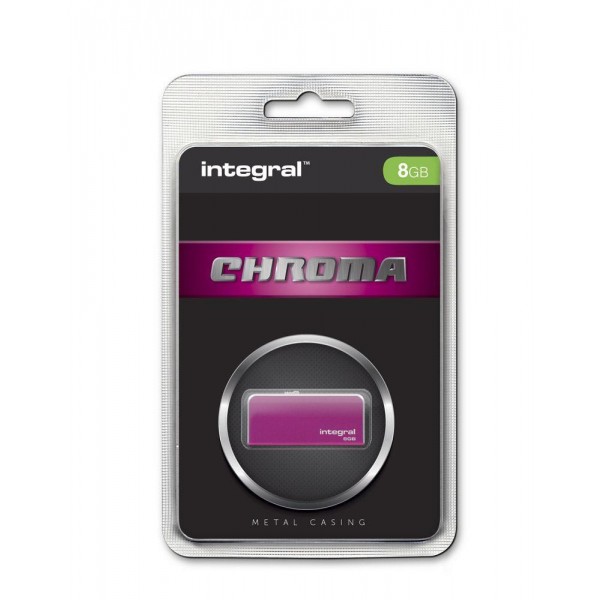 integral™
8GB
CHROMA
integral
8GB
METAL CASING